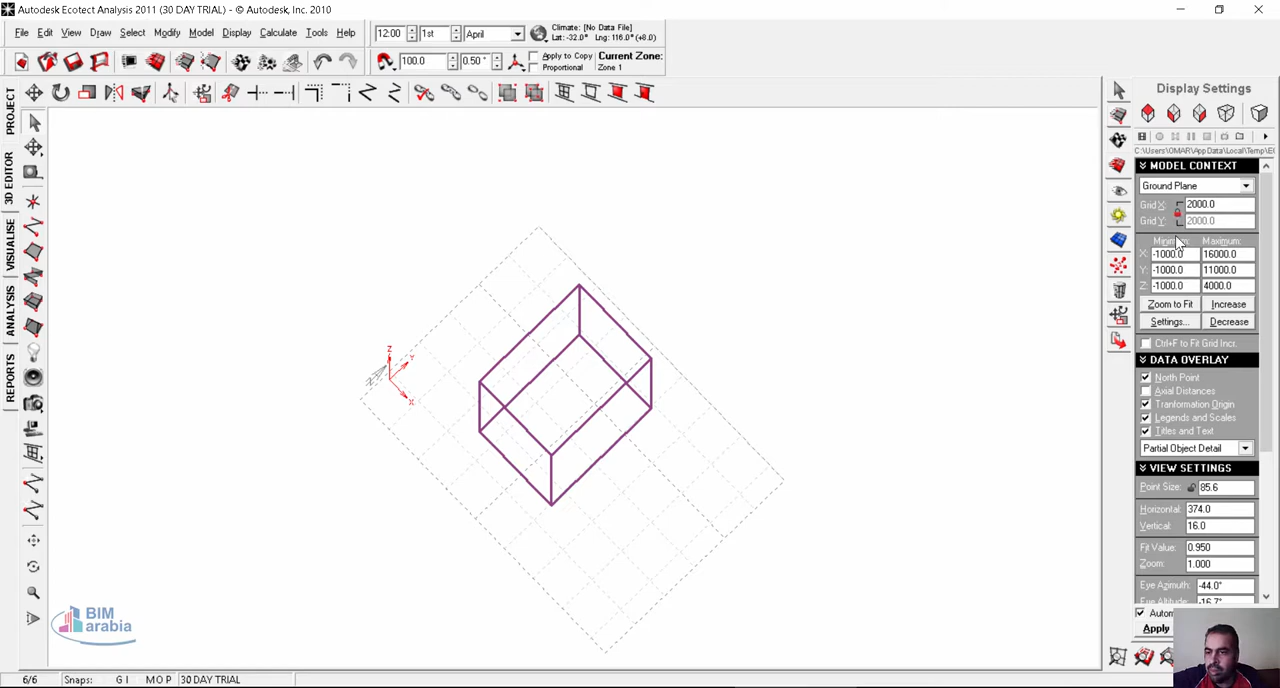 Autodesk Ecotect Analysis 2011 (30 DAY TRIAL) - © Autodesk, Inc. 2010
File Edit View Draw Select Modify Model Display Calculate Tools Help
12:00 1st April
Climate: [No Data File]
Lat: -32.0° Lng: 116.0° (+8.0)
100.0 0.50 °
Apply to Copy
Proportional
Current Zone:
Zone 1
PROJECT
3D EDITOR
VISUALISE
ANALYSIS
REPORTS
Z
Y
X
BIM
arabia
Display Settings
MODEL CONTEXT
Ground Plane
Grid X: 2000.0
Grid Y: 2000.0
Maximum:
X: -1000.0 16000.0
Y: -1000.0 11000.0
Z: -1000.0 4000.0
Zoom to Fit Increase
Settings... Decrease
Ctrl+F to Fit Grid Incr.
DATA OVERLAY
North Point
Axial Distances
Tranformation Origin
Legends and Scales
Titles and Text
Partial Object Detail
VIEW SETTINGS
Point Size: 85.6
Horizontal: 374.0
Vertical: 16.0
Fit Value: 0.950
Zoom: 1.000
Eye Azimuth: -44.0°
Eye Altitude: -16.7°
Apply
6/6 Snaps: G I M O P 30 DAY TRIAL